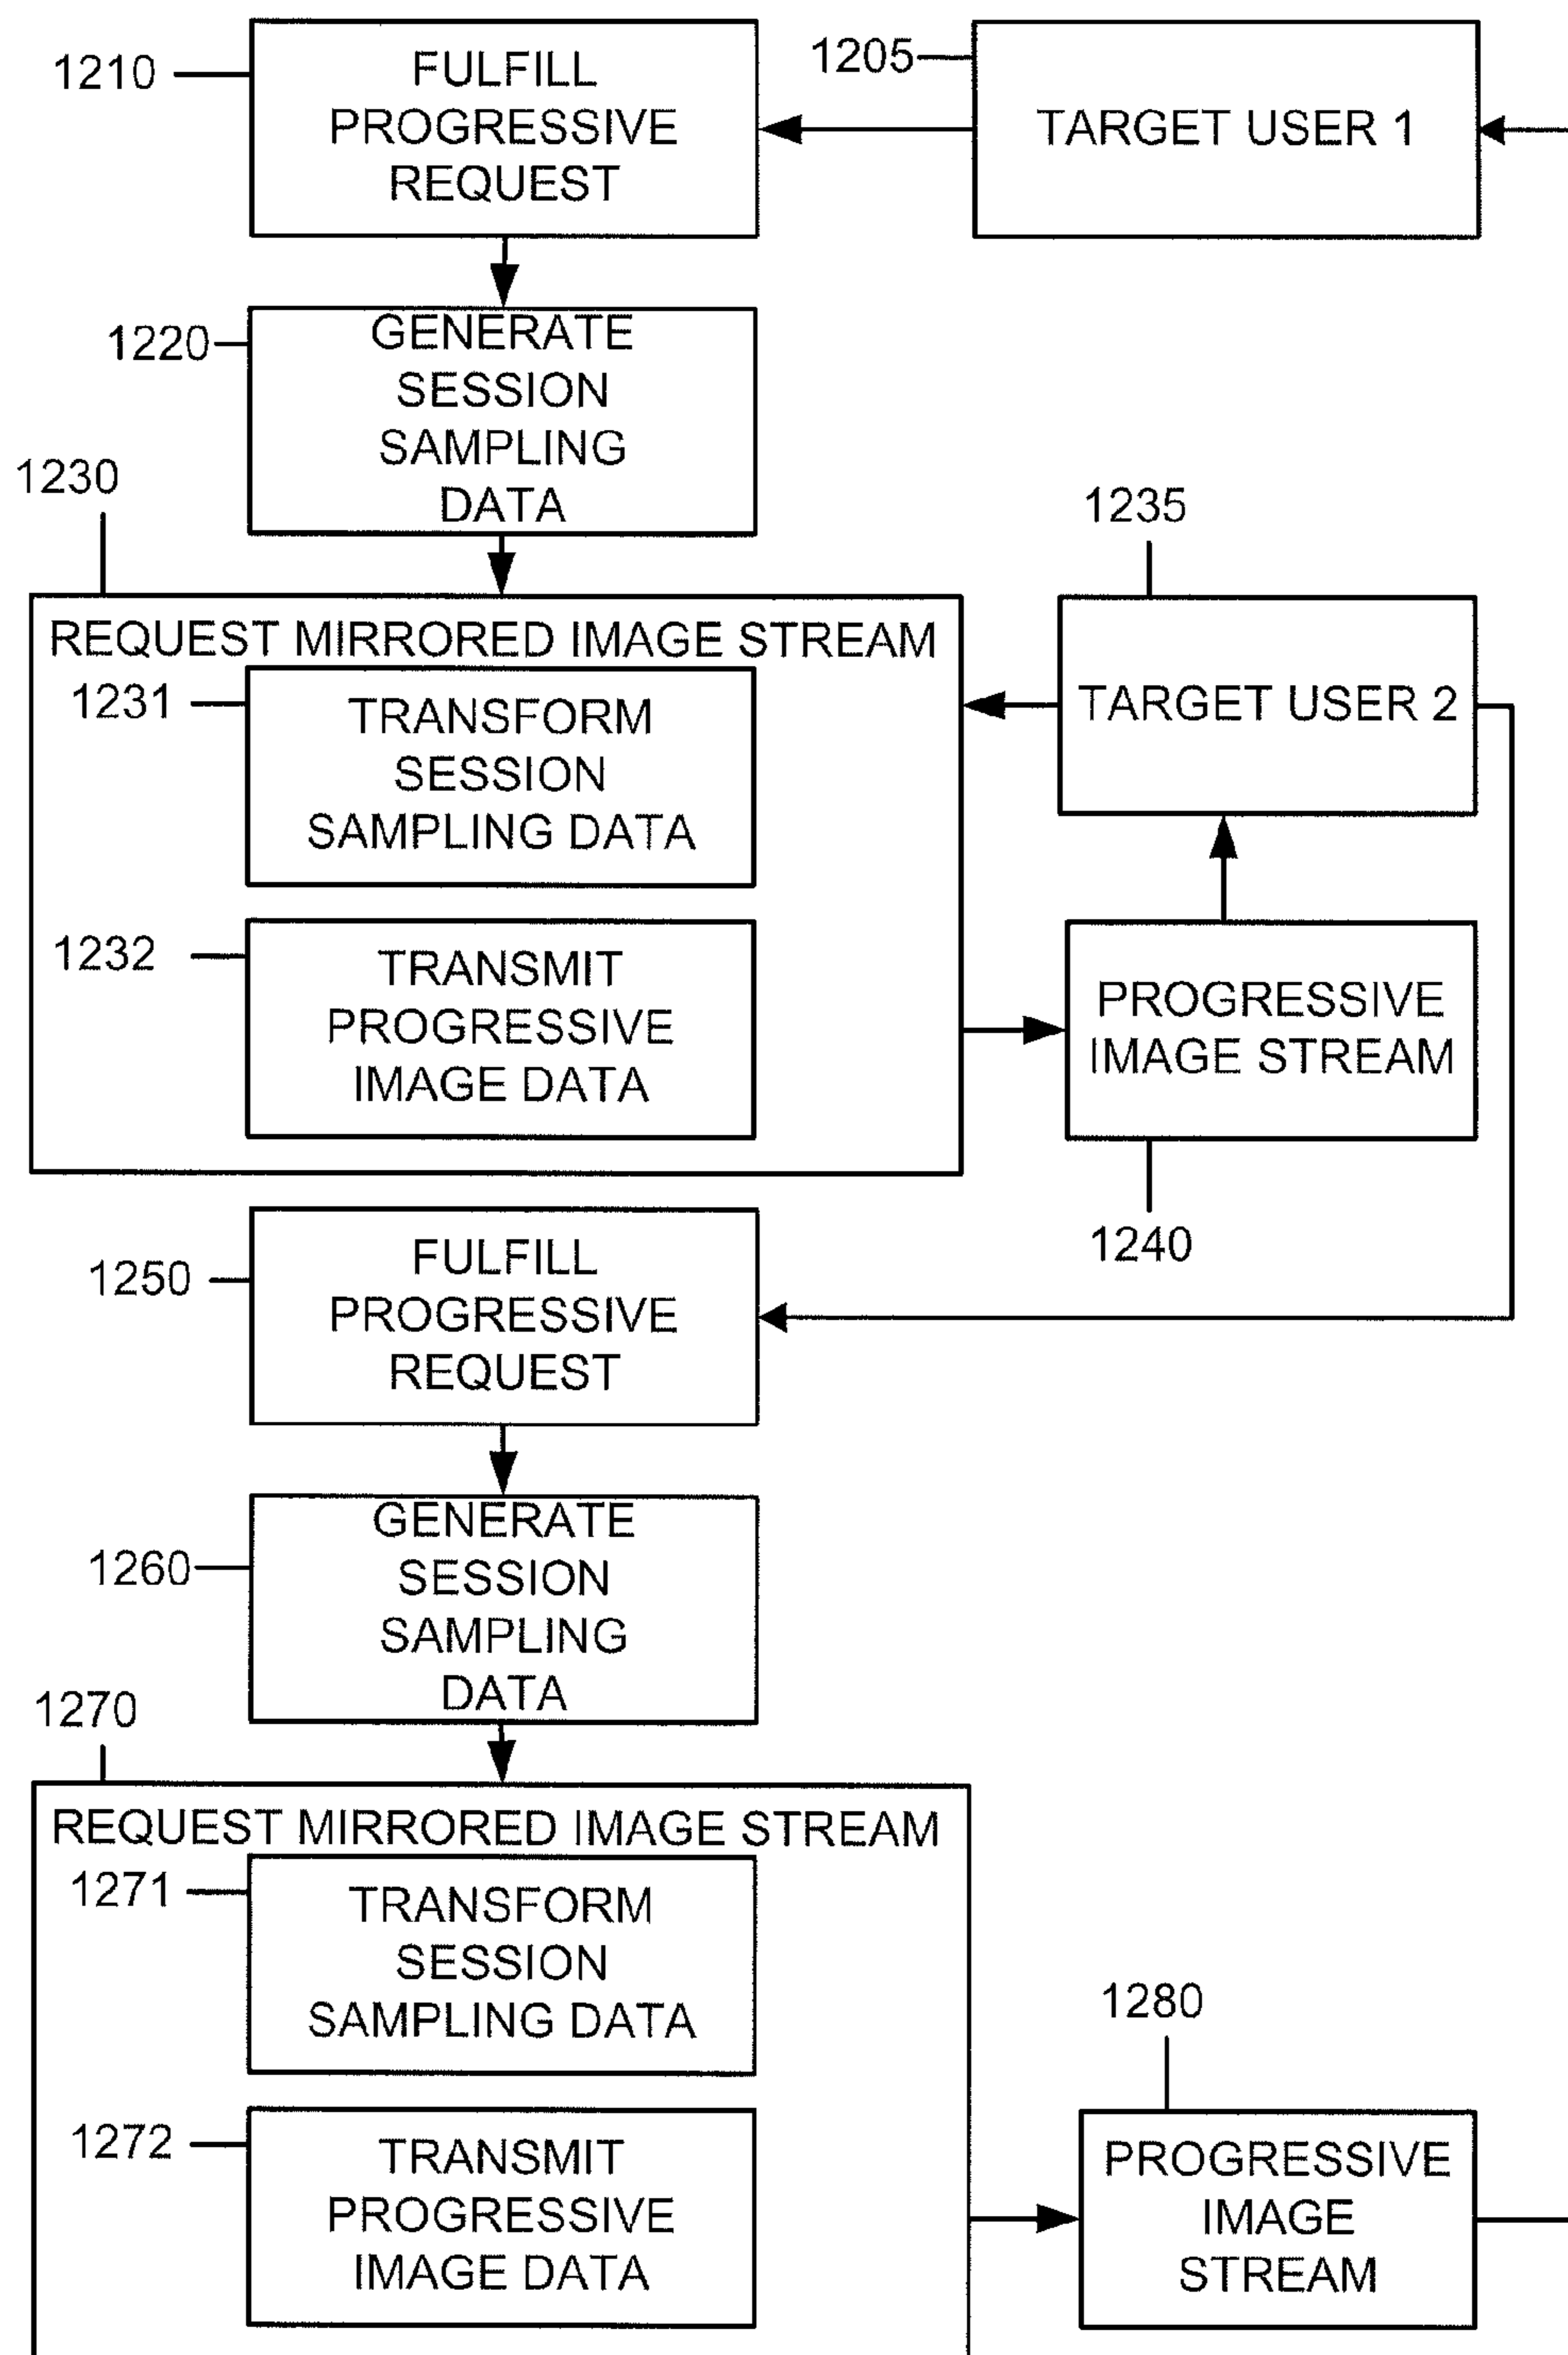 1210
FULFILL
PROGRESSIVE
REQUEST
1205
TARGET USER 1
1220
GENERATE
SESSION
SAMPLING
DATA
1230
REQUEST MIRRORED IMAGE STREAM
1231
TRANSFORM
SESSION
SAMPLING DATA
1232
TRANSMIT
PROGRESSIVE
IMAGE DATA
1235
TARGET USER 2
PROGRESSIVE
IMAGE STREAM
1240
1250
FULFILL
PROGRESSIVE
REQUEST
1260
GENERATE
SESSION
SAMPLING
DATA
1270
REQUEST MIRRORED IMAGE STREAM
1271
TRANSFORM
SESSION
SAMPLING DATA
1272
TRANSMIT
PROGRESSIVE
IMAGE DATA
1280
PROGRESSIVE
IMAGE
STREAM